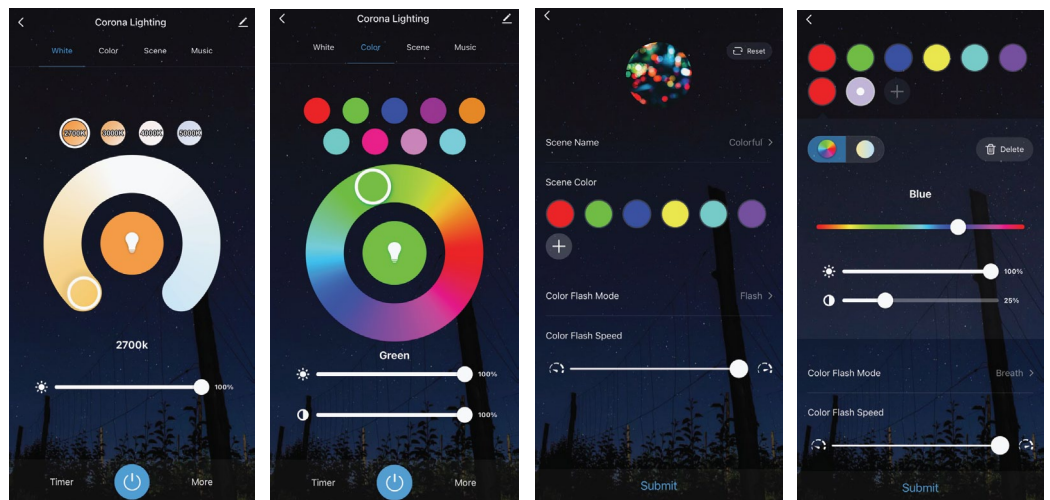 Corona Lighting
White Color Scene Music
2700K 3000K 4000K 5000K
2700k
100%
Timer More
Corona Lighting
White Color Scene Music
Green
100%
100%
Timer More
Reset
Scene Name Colorful
Scene Color
Color Flash Mode Flash
Color Flash Speed
Submit
Delete
Blue
100%
25%
Color Flash Mode Breath
Color Flash Speed
Submit